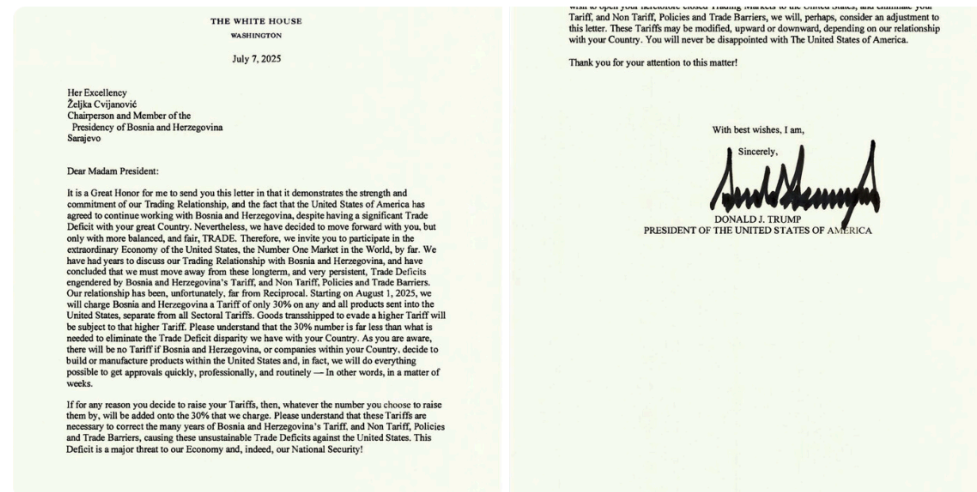 THE WHITE HOUSE
WASHINGTON
July 7, 2025
Her Excellency
Željka Cvijanović
Chairperson and Member of the
Presidency of Bosnia and Herzegovina
Sarajevo
Dear Madam President:
It is a Great Honor for me to send you this letter in that it demonstrates the strength and
commitment of our Trading Relationship, and the fact that the United States of America has
agreed to continue working with Bosnia and Herzegovina, despite having a significant Trade
Deficit with your great Country. Nevertheless, we have decided to move forward with you, but
only with more balanced, and fair, TRADE. Therefore, we invite you to participate in the
extraordinary Economy of the United States, the Number One Market in the World, by far. We
have had years to discuss our Trading Relationship with Bosnia and Herzegovina, and have
concluded that we must move away from these longterm, and very persistent, Trade Deficits
engendered by Bosnia and Herzegovina's Tariff, and Non Tariff, Policies and Trade Barriers.
Our relationship has been, unfortunately, far from Reciprocal. Starting on August 1, 2025, we
will charge Bosnia and Herzegovina a Tariff of only 30% on any and all products sent into the
United States, separate from all Sectoral Tariffs. Goods transshipped to evade a higher Tariff will
be subject to that higher Tariff. Please understand that the 30% number is far less than what is
needed to eliminate the Trade Deficit disparity we have with your Country. As you are aware,
there will be no Tariff if Bosnia and Herzegovina, or companies within your Country, decide to
build or manufacture products within the United States and, in fact, we will do everything
possible to get approvals quickly, professionally, and routinely — In other words, in a matter of
weeks.
If for any reason you decide to raise your Tariffs, then, whatever the number you choose to raise
them by, will be added onto the 30% that we charge. Please understand that these Tariffs are
necessary to correct the many years of Bosnia and Herzegovina's Tariff, and Non Tariff, Policies
and Trade Barriers, causing these unsustainable Trade Deficits against the United States. This
Deficit is a major threat to our Economy and, indeed, our National Security!
wish to open your heretofore closed Trading Markets to the United States, and eliminate your
Tariff, and Non Tariff, Policies and Trade Barriers, we will, perhaps, consider an adjustment to
this letter. These Tariffs may be modified, upward or downward, depending on our relationship
with your Country. You will never be disappointed with The United States of America.
Thank you for your attention to this matter!
With best wishes, I am,
Sincerely,
DONALD J. TRUMP
PRESIDENT OF THE UNITED STATES OF AMERICA